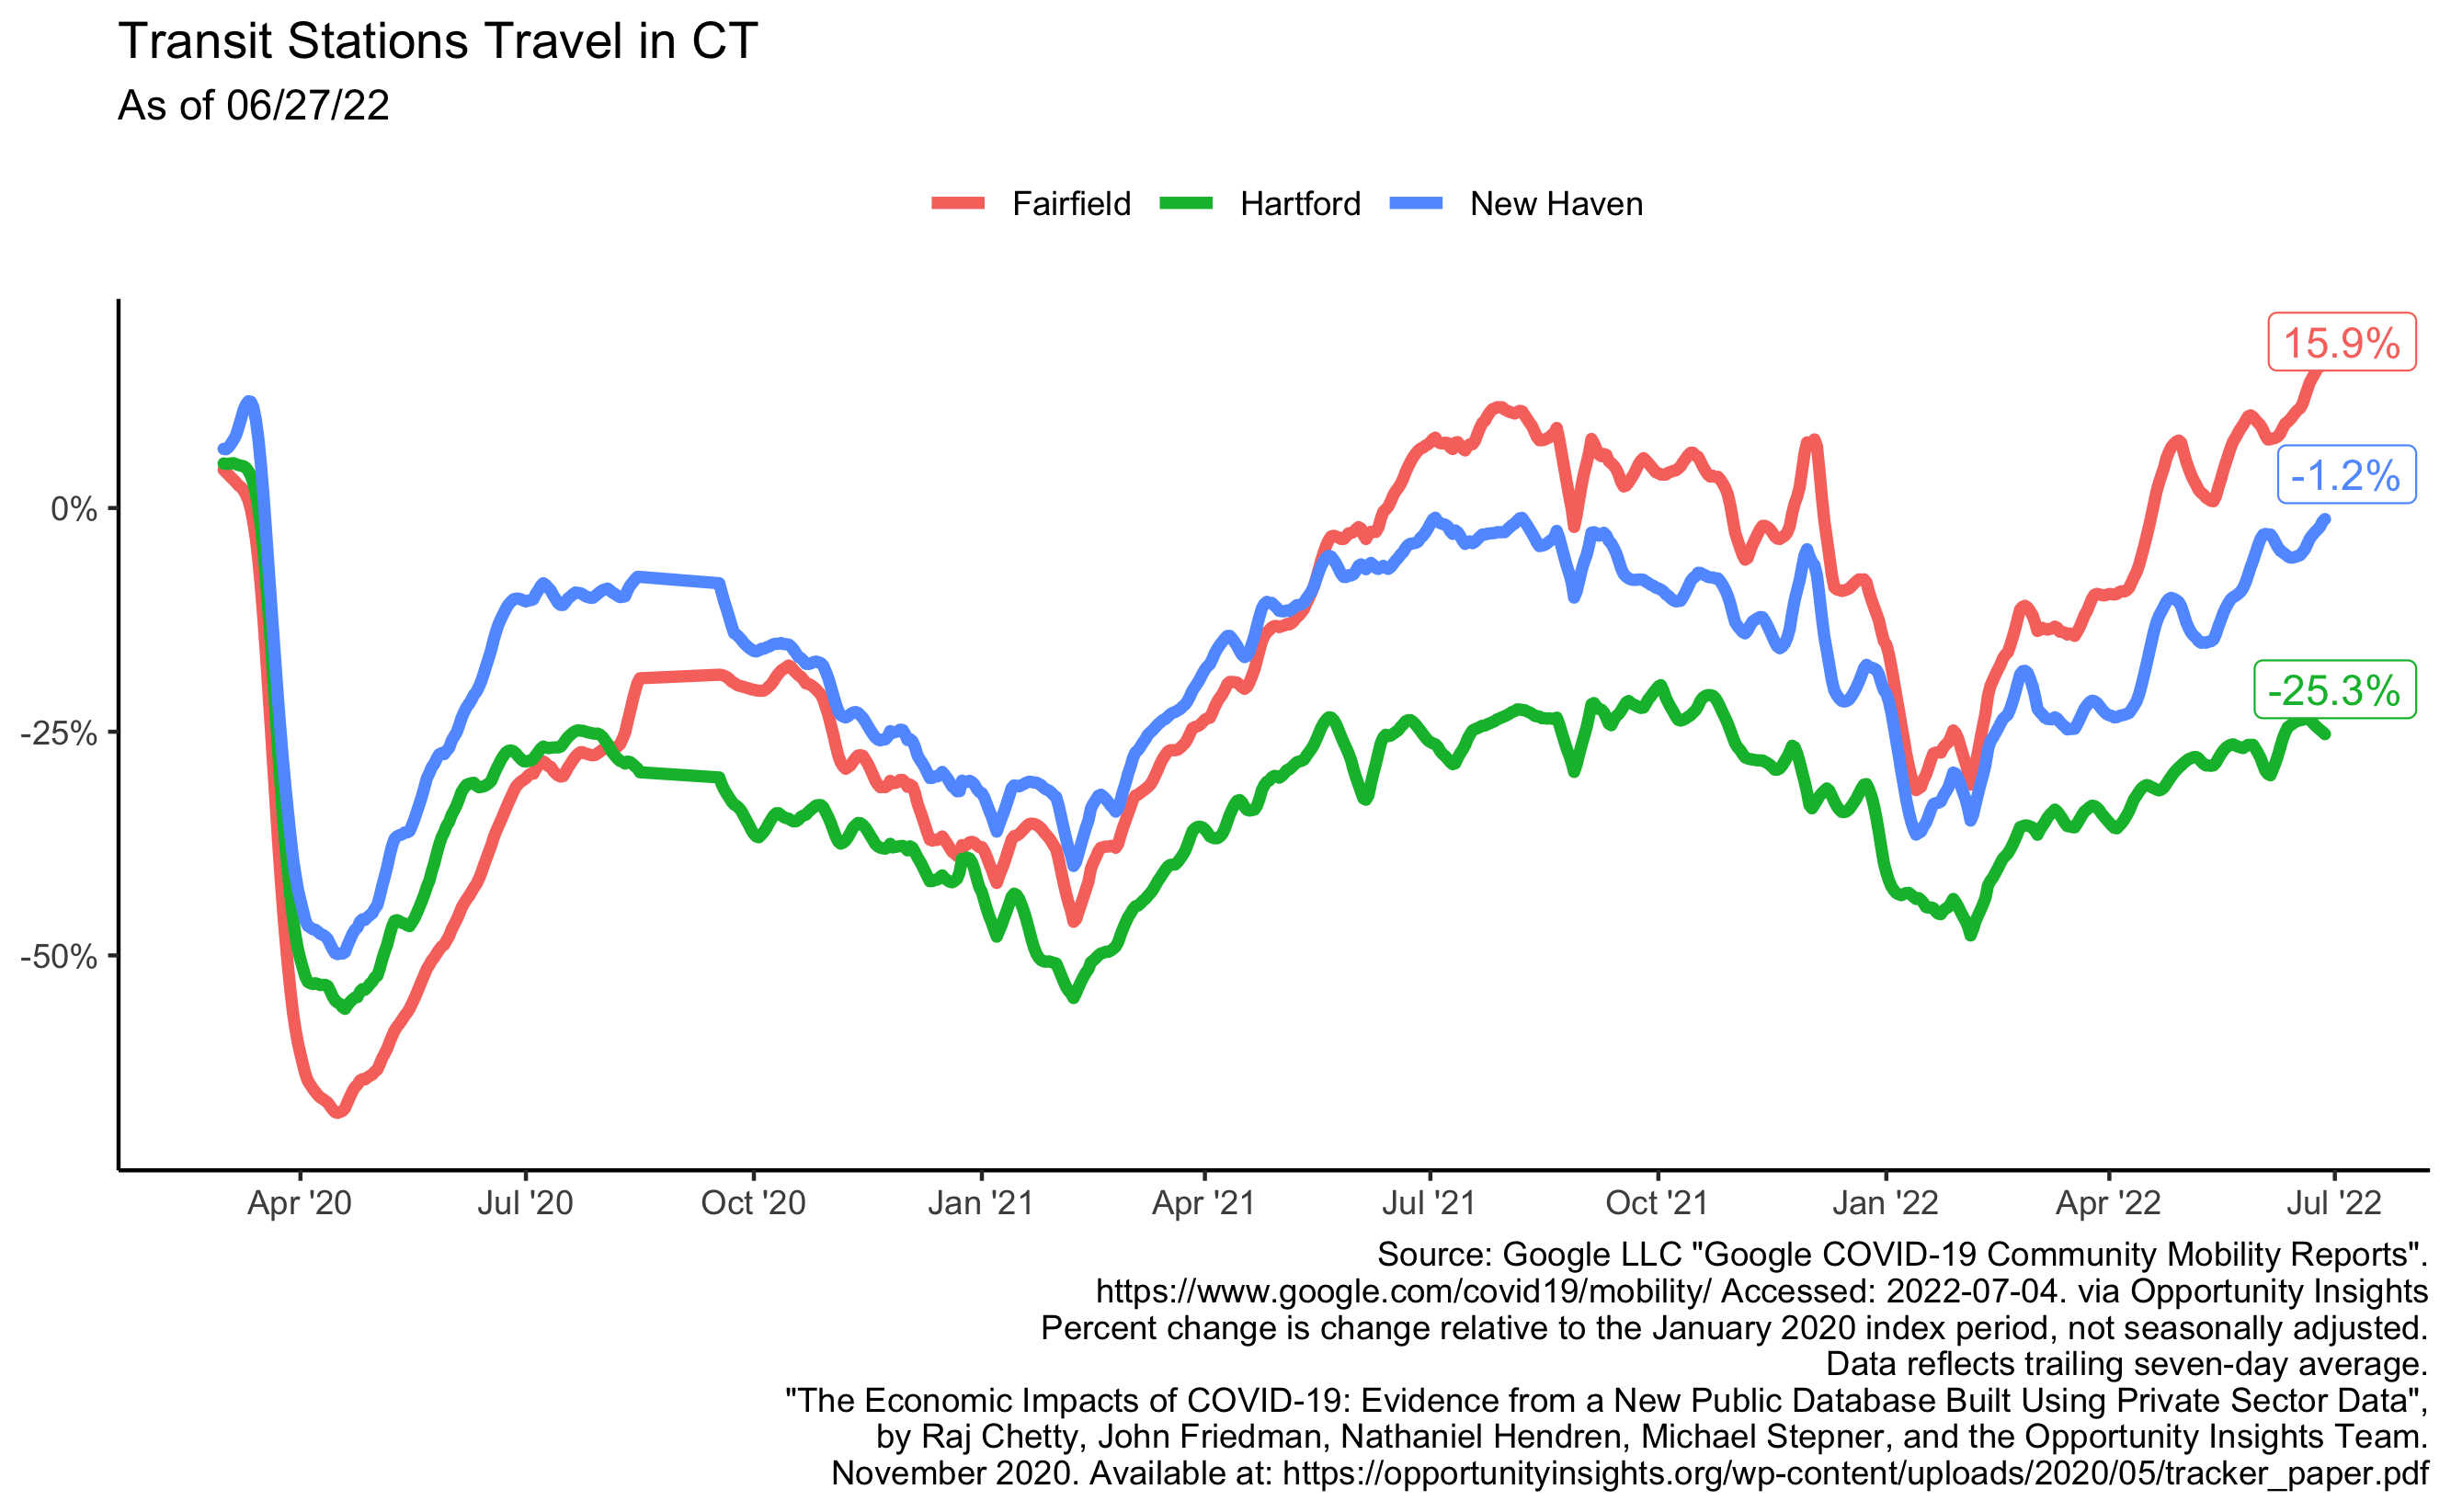 Transit Stations Travel in CT
As of 06/27/22
Fairfield Hartford New Haven
15.9%
-1.2%
-25.3%
0%
-25%
-50%
Apr '20 Jul '20 Oct '20 Jan '21 Apr '21 Jul '21 Oct '21 Jan '22 Apr '22 Jul '22
Source: Google LLC "Google COVID-19 Community Mobility Reports".
https://www.google.com/covid19/mobility/ Accessed: 2022-07-04. via Opportunity Insights
Percent change is change relative to the January 2020 index period, not seasonally adjusted.
Data reflects trailing seven-day average.
"The Economic Impacts of COVID-19: Evidence from a New Public Database Built Using Private Sector Data",
by Raj Chetty, John Friedman, Nathaniel Hendren, Michael Stepner, and the Opportunity Insights Team.
November 2020. Available at: https://opportunityinsights.org/wp-content/uploads/2020/05/tracker_paper.pdf